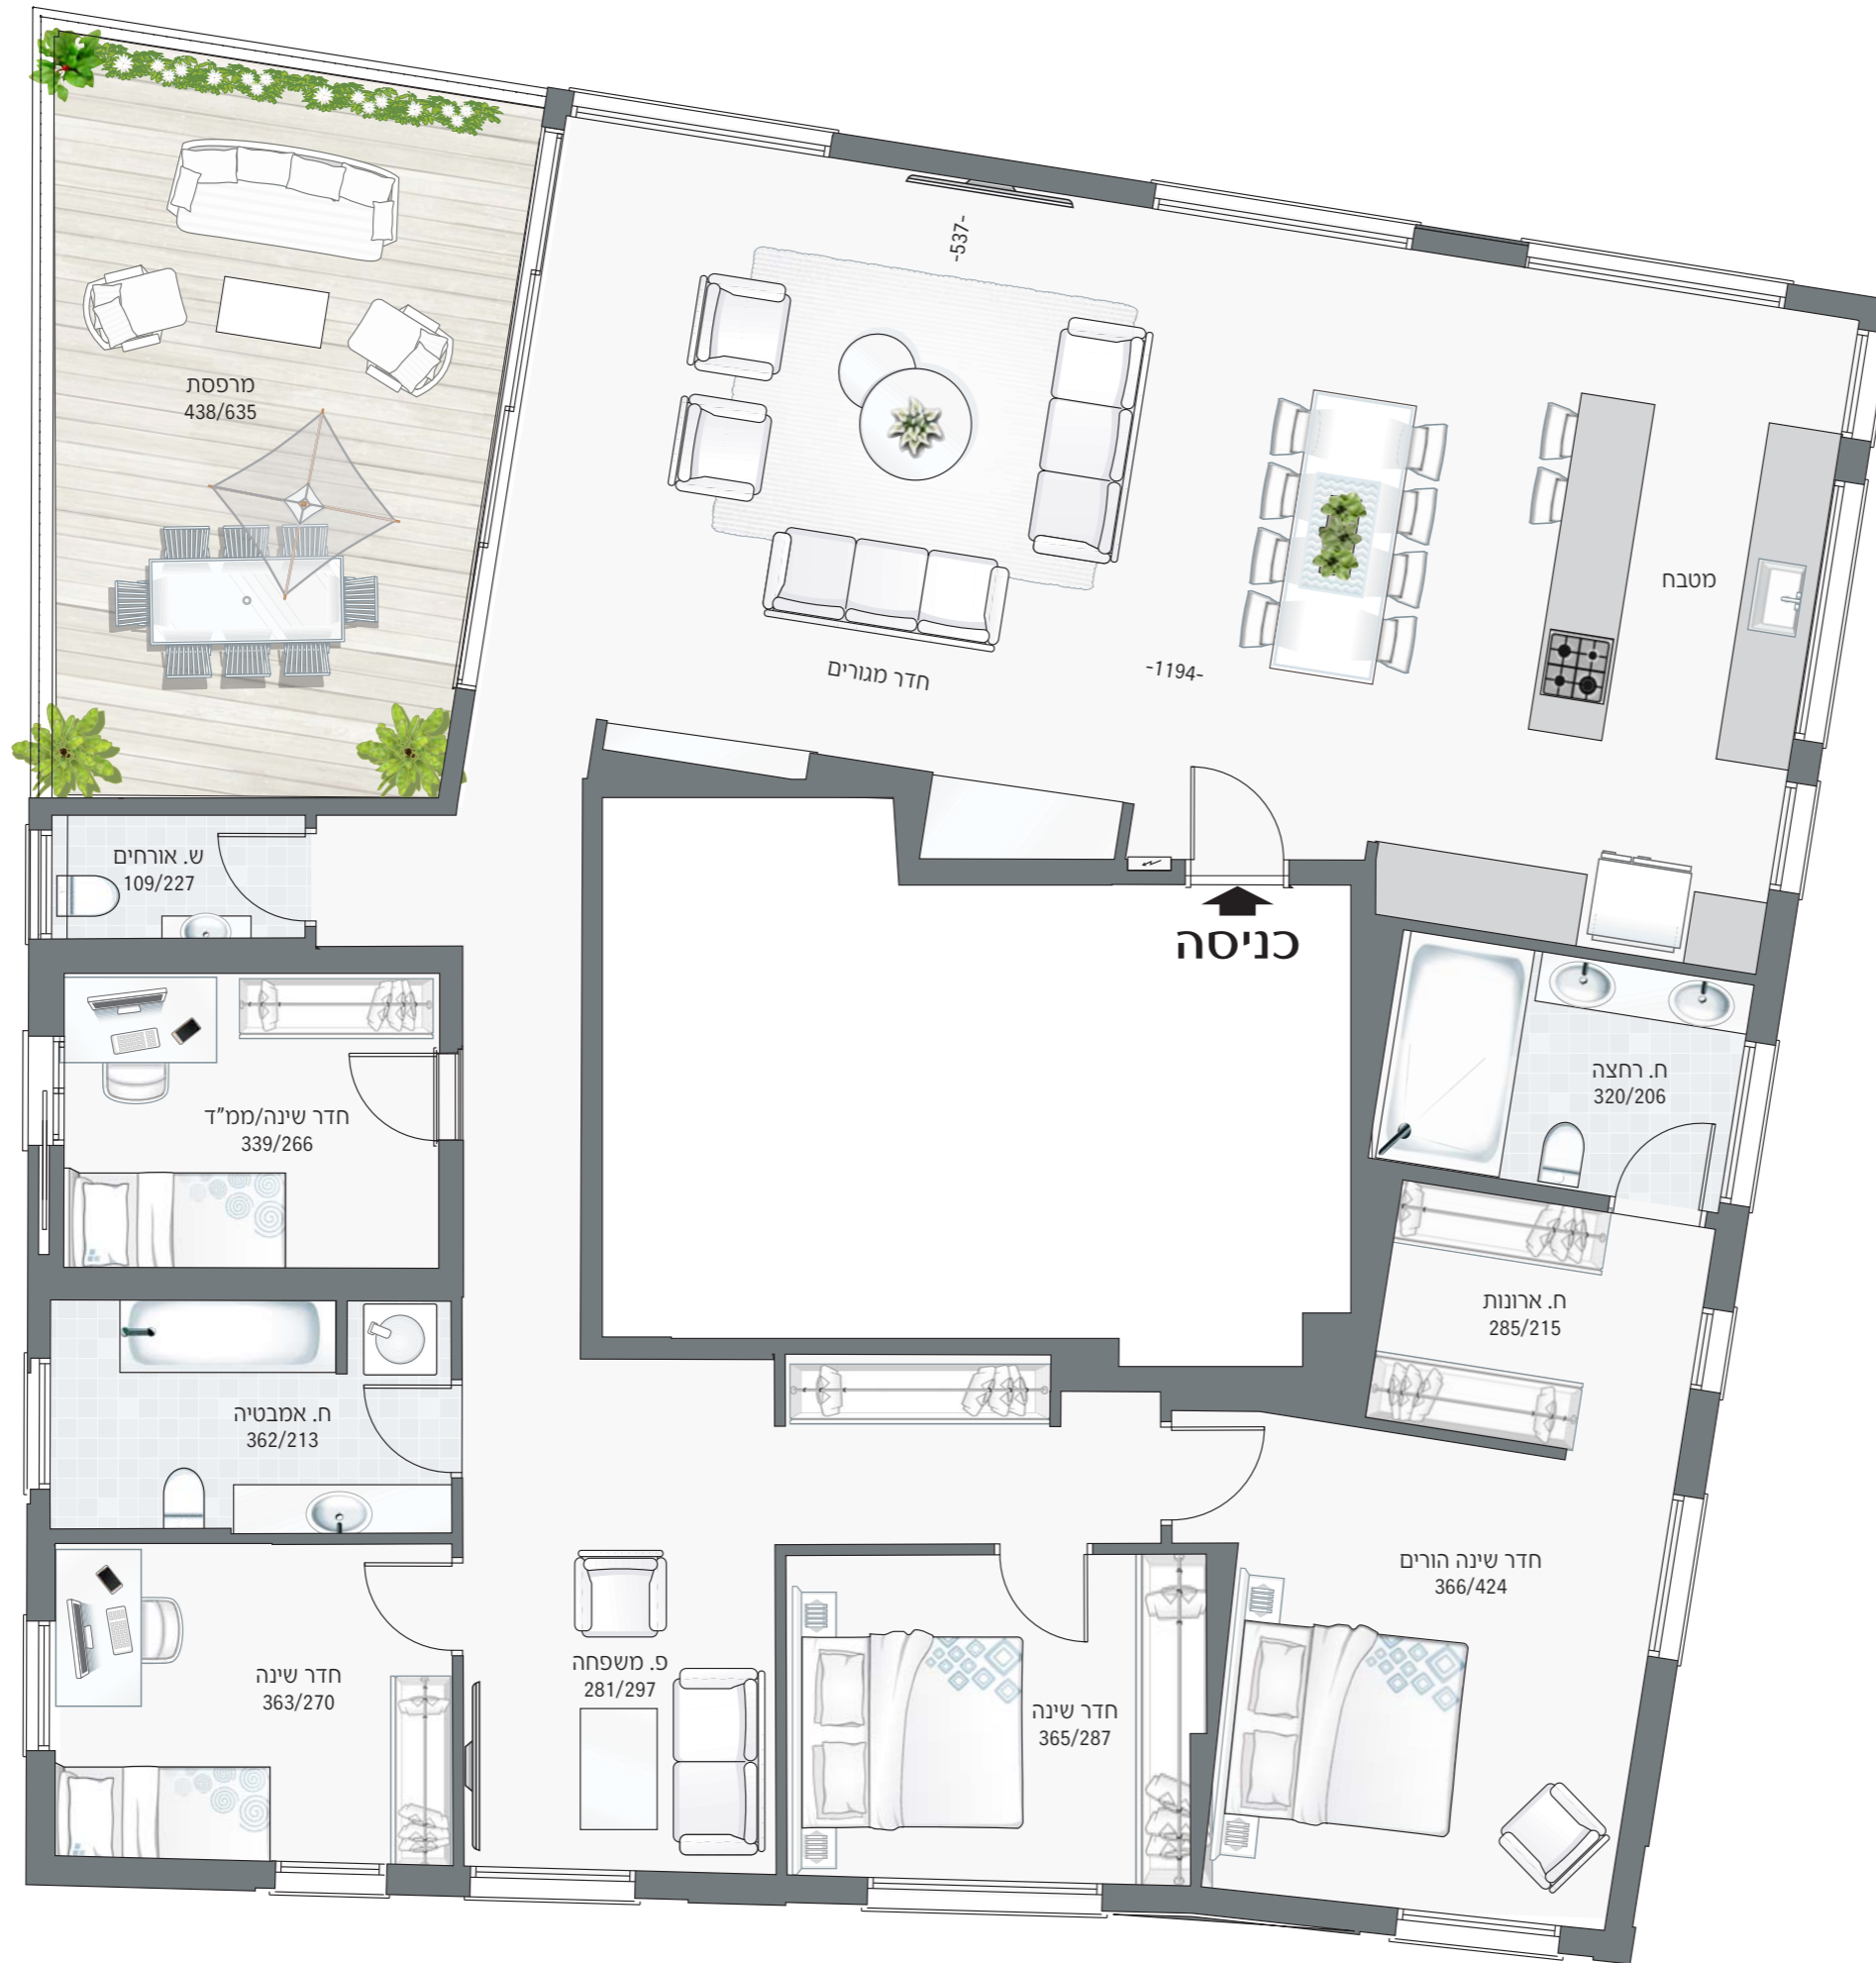 -537-
מרפסת
438/635
מטבח
חדר מגורים
-1194-
ש. אורחים
109/227
כניסה
ח. רחצה
320/206
חדר שינה/ממ"ד
339/266
ח. ארונות
285/215
ח. אמבטיה
362/213
חדר שינה הורים
366/424
פ. משפחה
281/297
חדר שינה
363/270
חדר שינה
365/287